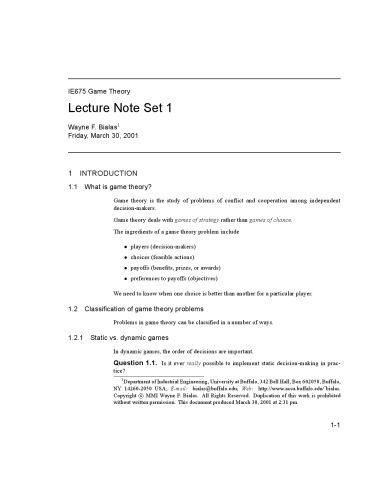 IE675 Game Theory
Lecture Note Set 1
Wayne F. Bialas1
Friday, March 30, 2001
1 INTRODUCTION
1.1 What is game theory?
Game theory is the study of problems of conflict and cooperation among independent
decision-makers.
Game theory deals with games of strategy rather than games of chance.
The ingredients of a game theory problem include
• players (decision-makers)
• choices (feasible actions)
• payoffs (benefits, prizes, or awards)
• preferences to payoffs (objectives)
We need to know when one choice is better than another for a particular player.
1.2 Classification of game theory problems
Problems in game theory can be classified in a number of ways.
1.2.1 Static vs. dynamic games
In dynamic games, the order of decisions are important.
Question 1.1. Is it ever really possible to implement static decision-making in prac-
tice?
1Department of Industrial Engineering, University at Buffalo, 342 Bell Hall, Box 602050, Buffalo,
NY 14260-2050 USA; E-mail: bialas@buffalo.edu; Web: http://www.acsu.buffalo.edu/˜bialas.
Copyright © MMI Wayne F. Bialas. All Rights Reserved. Duplication of this work is prohibited
without written permission. This document produced March 30, 2001 at 2:31 pm.
1-1